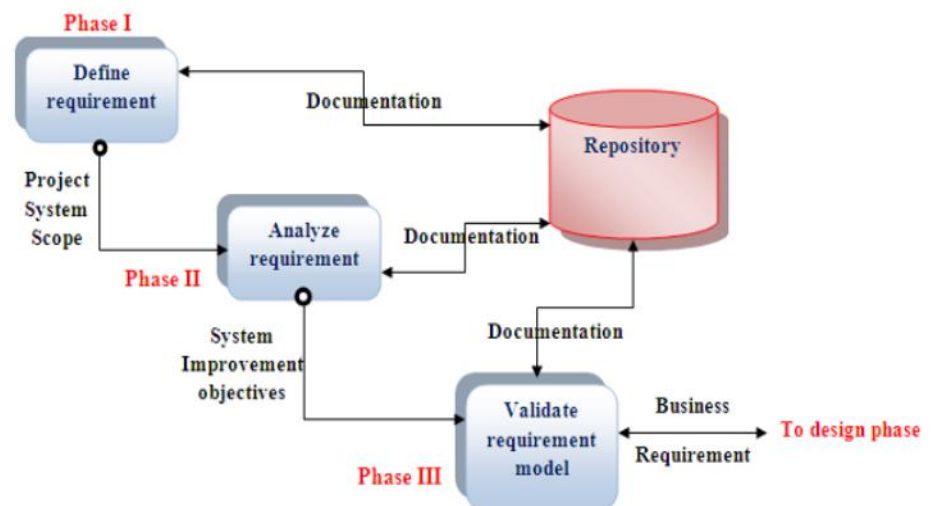 Phase I
Define
requirement
Documentation
Repository
Project
System
Scope
Analyze
requirement
Documentation
Phase II
System
Improvement
objectives
Documentation
Validate
requirement
model
Business
Requirement
To design phase
Phase III